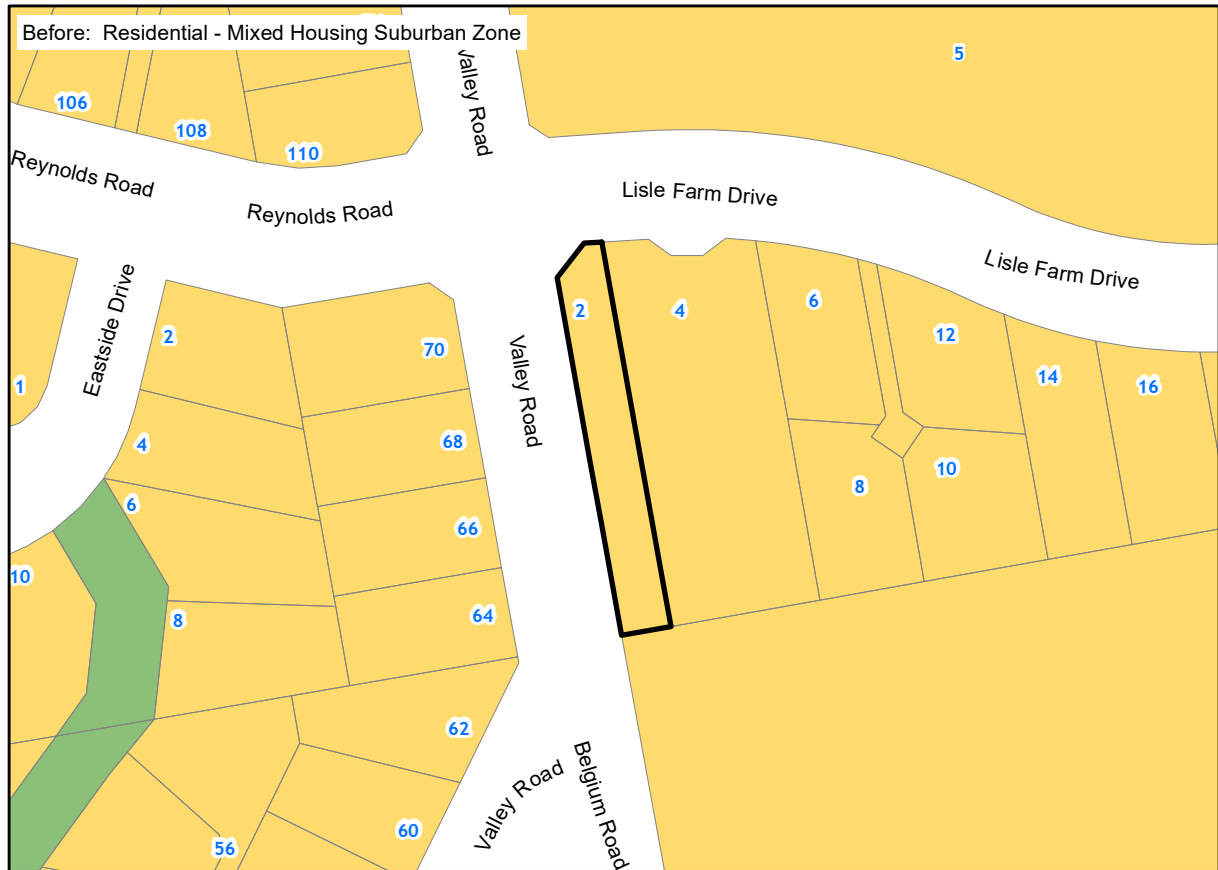 Before: Residential - Mixed Housing Suburban Zone
5
Valley Road
106
108
110
Reynolds Road
Reynolds Road
Lisle Farm Drive
Lisle Farm Drive
Eastside Drive
2
70
Valley Road
2
4
6
12
14
16
1
4
68
6
66
8
10
10
8
64
62
Valley Road
Belgium Road
60
56